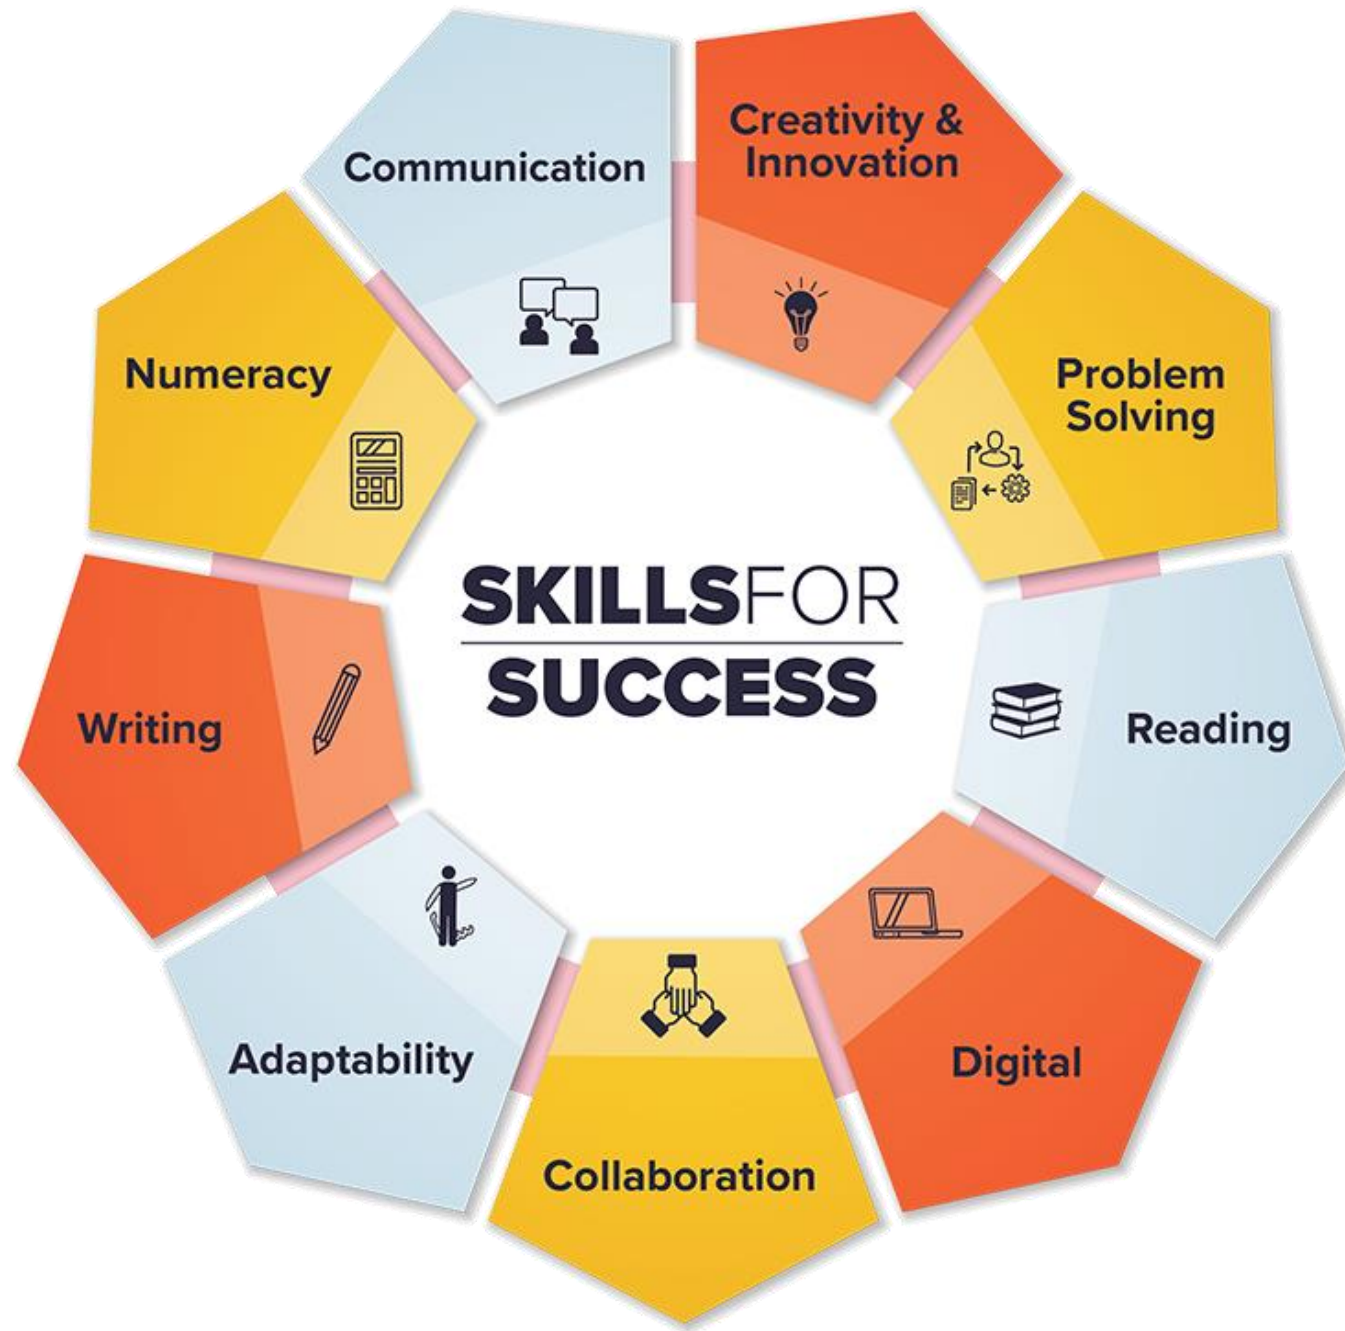 Communication
Creativity &
Innovation
Numeracy
Problem
Solving
SKILLSFOR
SUCCESS
Writing
Reading
Adaptability
Digital
Collaboration